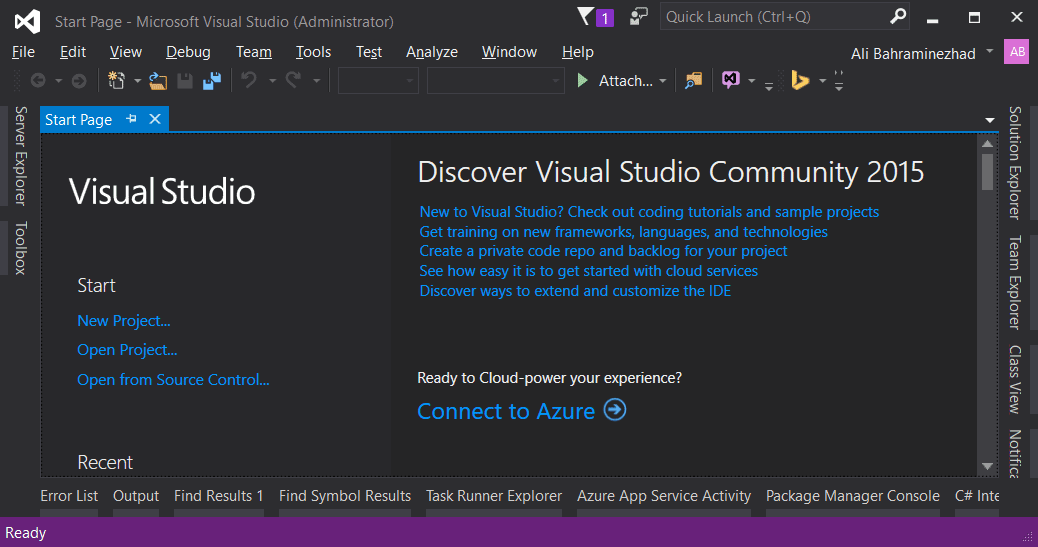 Start Page - Microsoft Visual Studio (Administrator)
1
Quick Launch (Ctrl+Q)
File Edit View Debug Team Tools Test Analyze Window Help
Ali Bahraminezhad
AB
Attach...
Server Explorer
Toolbox
Start Page
Visual Studio
Start
New Project...
Open Project...
Open from Source Control...
Recent
Discover Visual Studio Community 2015
New to Visual Studio? Check out coding tutorials and sample projects
Get training on new frameworks, languages, and technologies
Create a private code repo and backlog for your project
See how easy it is to get started with cloud services
Discover ways to extend and customize the IDE
Ready to Cloud-power your experience?
Connect to Azure
Solution Explorer
Team Explorer
Class View
Notifica
Error List Output Find Results 1 Find Symbol Results Task Runner Explorer Azure App Service Activity Package Manager Console C# Inte
Ready